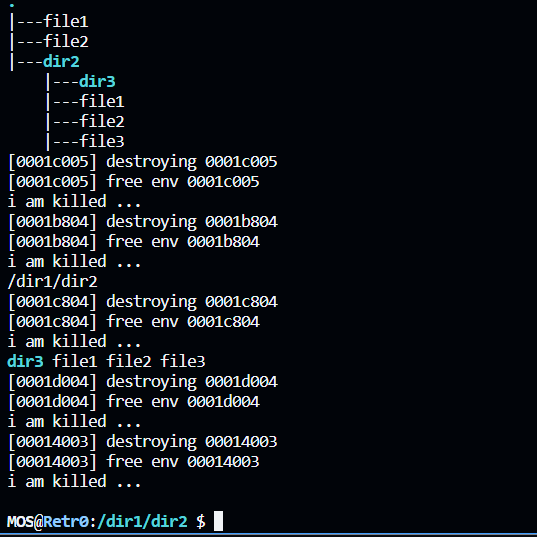 .
|---file1
|---file2
|---dir2
    |---dir3
    |---file1
    |---file2
    |---file3
[0001c005] destroying 0001c005
[0001c005] free env 0001c005
i am killed ...
[0001b804] destroying 0001b804
[0001b804] free env 0001b804
i am killed ...
/dir1/dir2
[0001c804] destroying 0001c804
[0001c804] free env 0001c804
i am killed ...
dir3 file1 file2 file3
[0001d004] destroying 0001d004
[0001d004] free env 0001d004
i am killed ...
[00014003] destroying 00014003
[00014003] free env 00014003
i am killed ...
MOS@Retr0:/dir1/dir2 $